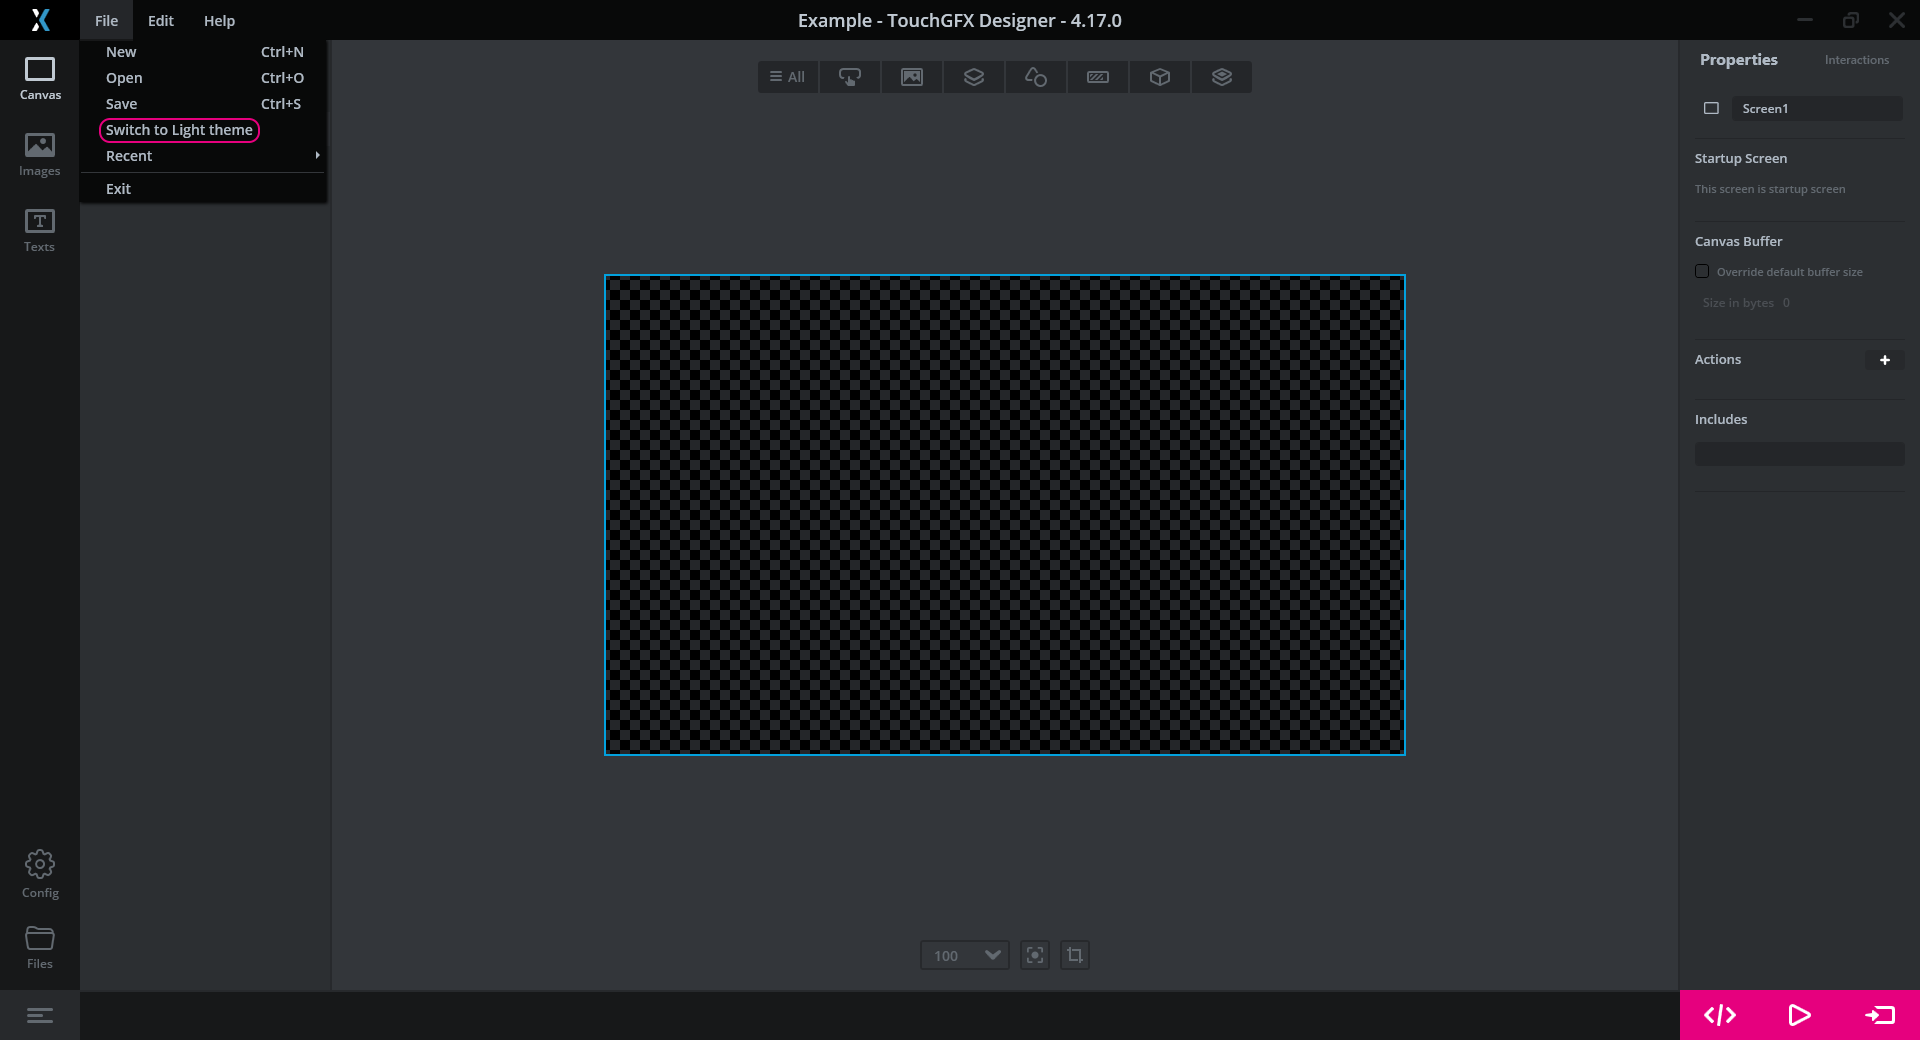 File Edit Help
Example - TouchGFX Designer - 4.17.0
New Ctrl+N
Open Ctrl+O
Save Ctrl+S
Switch to Light theme
Recent
Exit
Canvas
Images
Texts
Config
Files
All
100
Properties Interactions
Screen1
Startup Screen
This screen is startup screen
Canvas Buffer
Override default buffer size
Size in bytes 0
Actions +
Includes